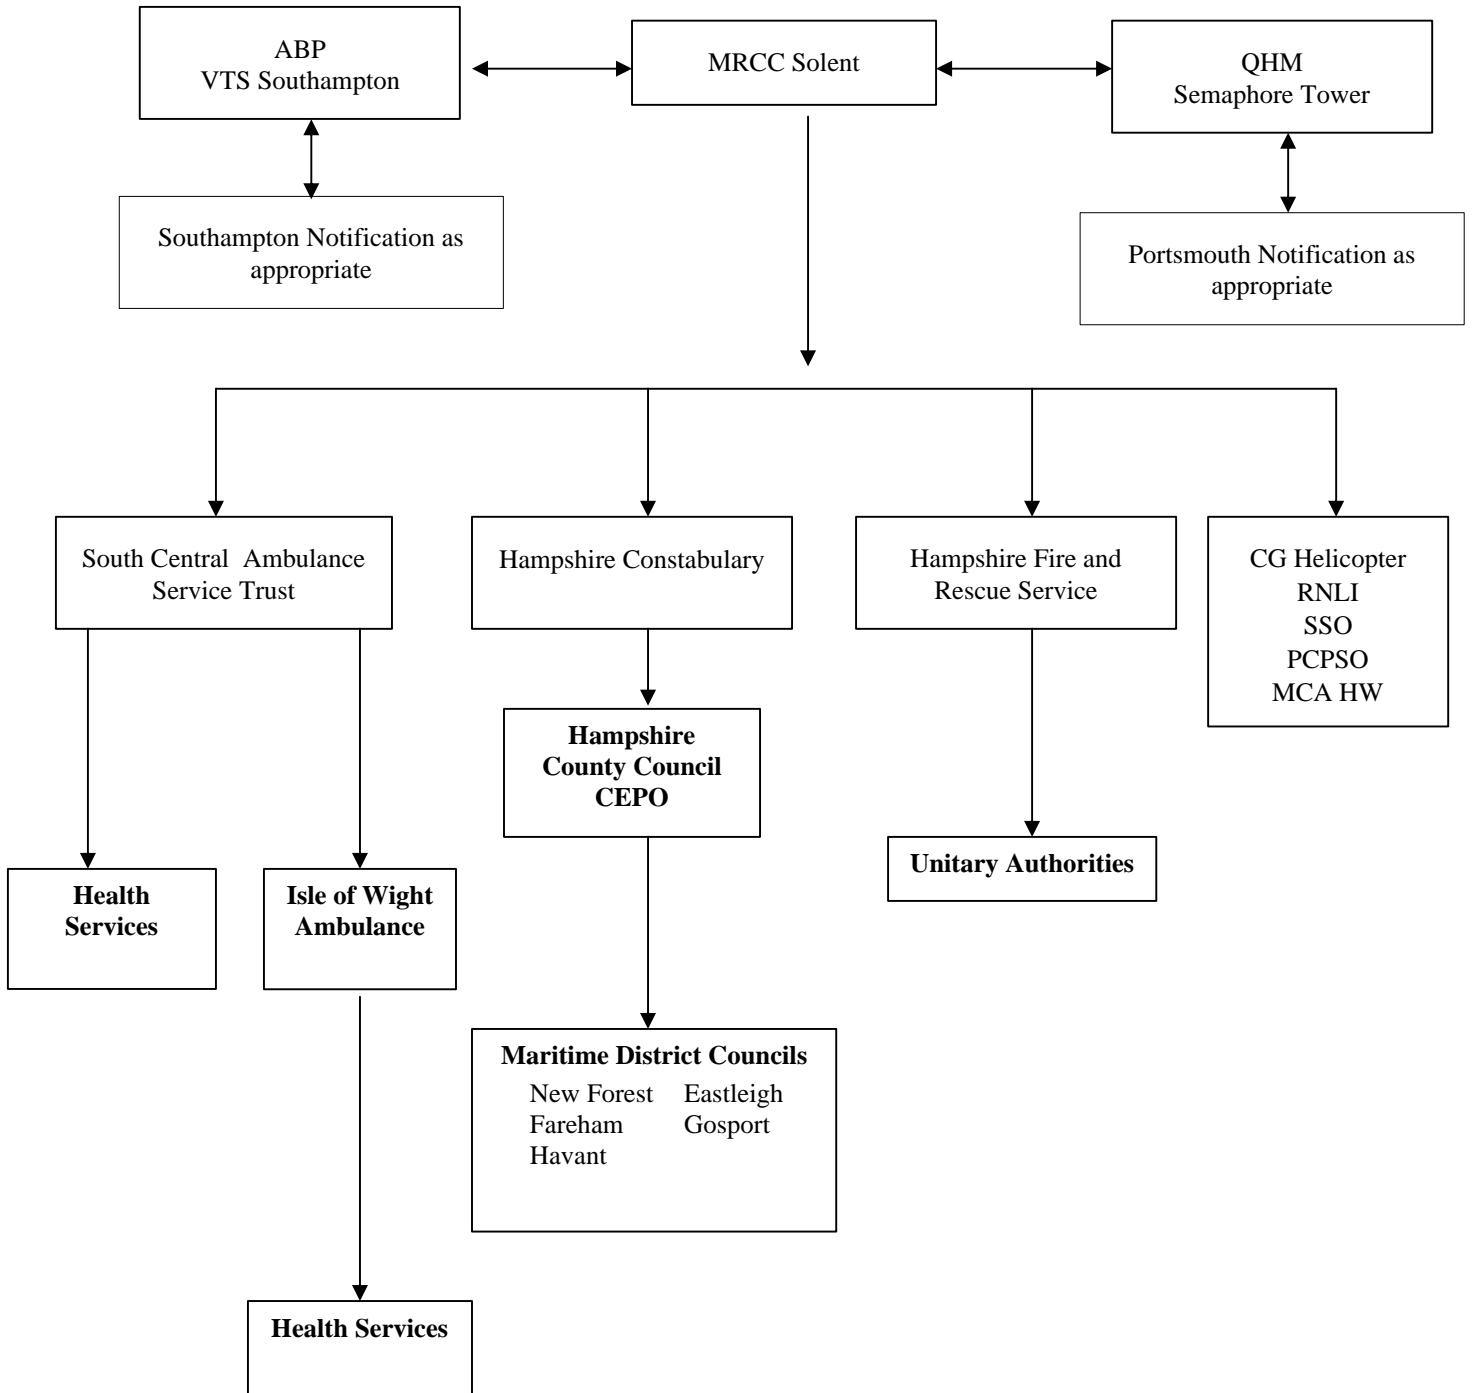 ABP
VTS Southampton
MRCC Solent
QHM
Semaphore Tower
Southampton Notification as
appropriate
Portsmouth Notification as
appropriate
South Central  Ambulance
Service Trust
Hampshire Constabulary
Hampshire Fire and
Rescue Service
CG Helicopter
RNLI
SSO
PCPSO
MCA HW
Hampshire
County Council
CEPO
Unitary Authorities
Health
Services
Isle of Wight
Ambulance
Maritime District Councils
New Forest Eastleigh
Fareham Gosport
Havant
Health Services